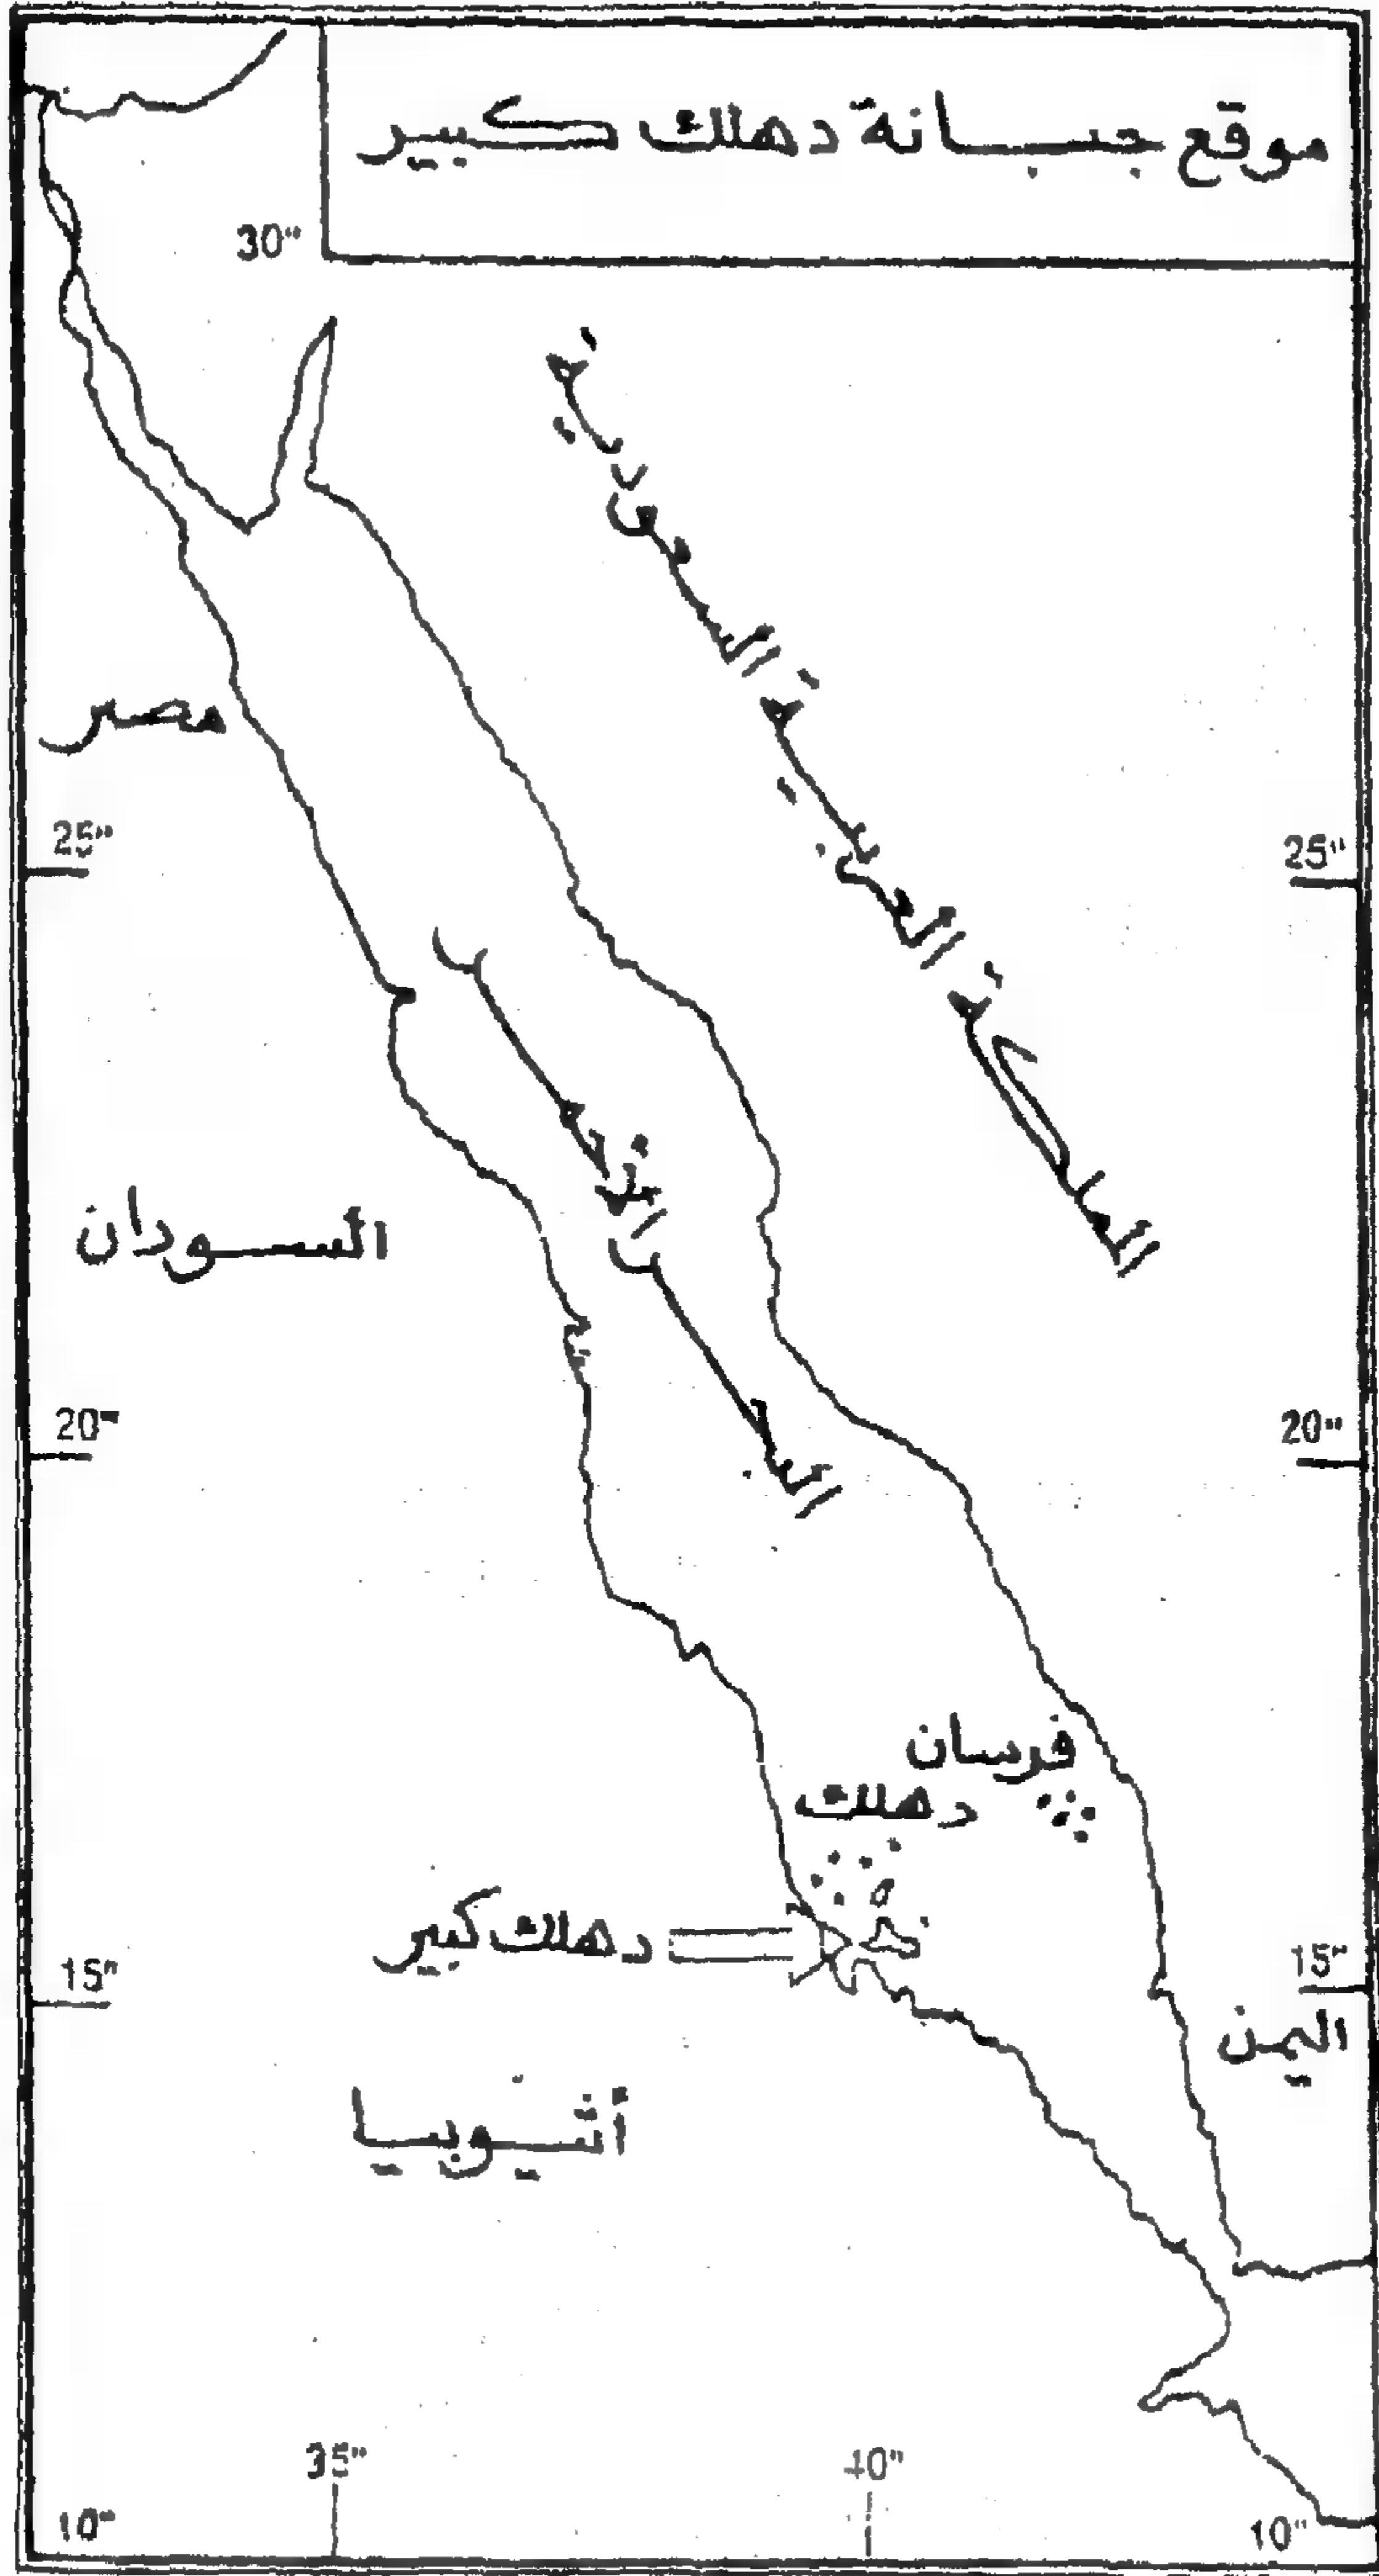 موقع جبانة دهلك كبير
30"
المملكة العربية السعودية
مصر
25"
25"
البحر الأحمر
السودان
20"
20"
فرسان
دهلك
دهلك كبير
15"
15"
اليمن
أثيوبيا
35"
40"
10"
10"